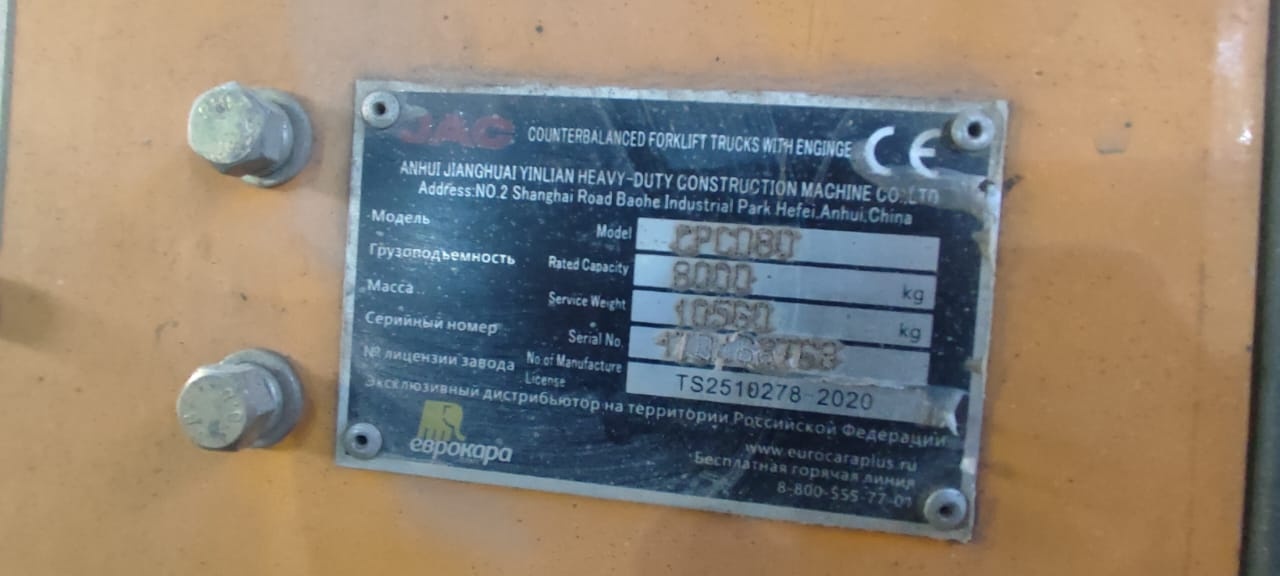 JAC COUNTERBALANCED FORKLIFT TRUCKS WITH ENGINGE CE
ANHUI JIANGHUAI YINLIAN HEAVY-DUTY CONSTRUCTION MACHINE CO.,LTD
Address:NO.2 Shanghai Road Baohe Industrial Park Hefei,Anhui,China
Модель Model CPCD80
Грузоподъемность Rated Capacity 8000 kg
Масса Service Weight 10560 kg
Серийный номер Serial No.
№ лицензии завода No.of Manufacture License TS2510278-2020
Эксклюзивный дистрибьютор на территории Российской Федерации
еврокара
www.eurocaraplus.ru
Бесплатная горячая линия
8-800-555-77-01